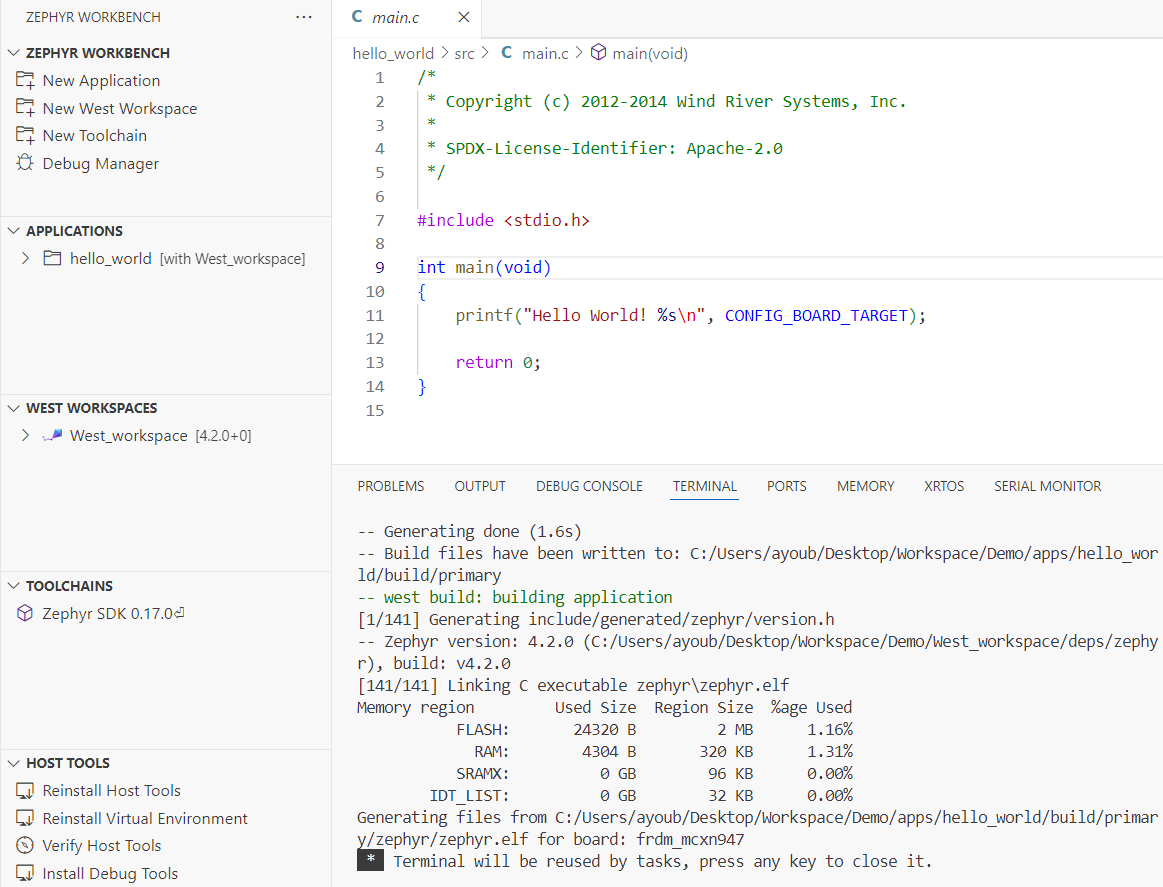 ZEPHYR WORKBENCH
ZEPHYR WORKBENCH
New Application
New West Workspace
New Toolchain
Debug Manager
APPLICATIONS
hello_world [with West_workspace]
WEST WORKSPACES
West_workspace [4.2.0+0]
TOOLCHAINS
Zephyr SDK 0.17.0⏎
HOST TOOLS
Reinstall Host Tools
Reinstall Virtual Environment
Verify Host Tools
Install Debug Tools
C main.c
hello_world > src > C main.c > main(void)
1 /*
2 * Copyright (c) 2012-2014 Wind River Systems, Inc.
3 *
4 * SPDX-License-Identifier: Apache-2.0
5 */
6
7 #include <stdio.h>
8
9 int main(void)
10 {
11 printf("Hello World! %s\n", CONFIG_BOARD_TARGET);
12
13 return 0;
14 }
15
PROBLEMS OUTPUT DEBUG CONSOLE TERMINAL PORTS MEMORY XRTOS SERIAL MONITOR
-- Generating done (1.6s)
-- Build files have been written to: C:/Users/ayoub/Desktop/Workspace/Demo/apps/hello_wor
ld/build/primary
-- west build: building application
[1/141] Generating include/generated/zephyr/version.h
-- Zephyr version: 4.2.0 (C:/Users/ayoub/Desktop/Workspace/Demo/West_workspace/deps/zephy
r), build: v4.2.0
[141/141] Linking C executable zephyr\zephyr.elf
Memory region Used Size Region Size %age Used
FLASH: 24320 B 2 MB 1.16%
RAM: 4304 B 320 KB 1.31%
SRAMX: 0 GB 96 KB 0.00%
IDT_LIST: 0 GB 32 KB 0.00%
Generating files from C:/Users/ayoub/Desktop/Workspace/Demo/apps/hello_world/build/primar
y/zephyr/zephyr.elf for board: frdm_mcxn947
* Terminal will be reused by tasks, press any key to close it.